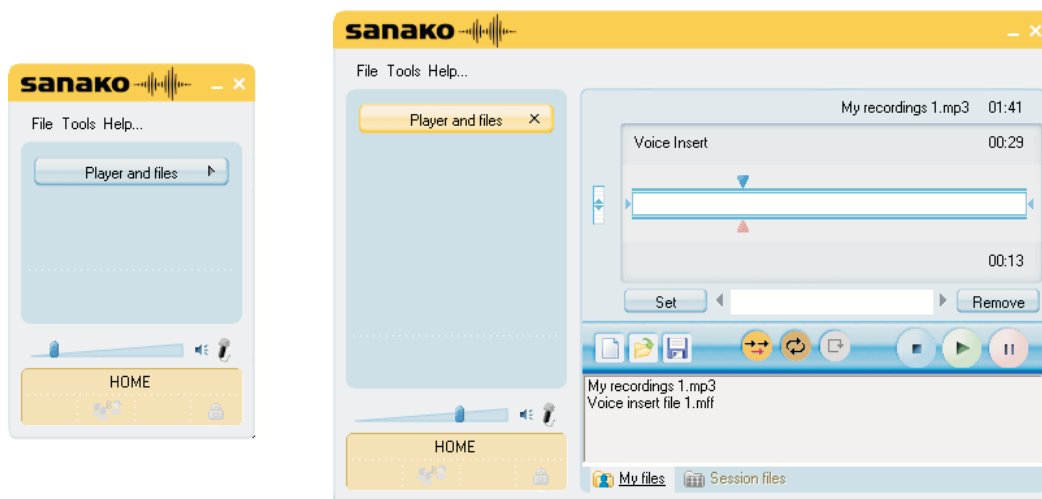 sanako
File Tools Help...
Player and files
HOME
sanako
File Tools Help...
Player and files
HOME
My recordings 1.mp3 01:41
Voice Insert 00:29
00:13
Set Remove
My recordings 1.mp3
Voice insert file 1.mff
My files Session files